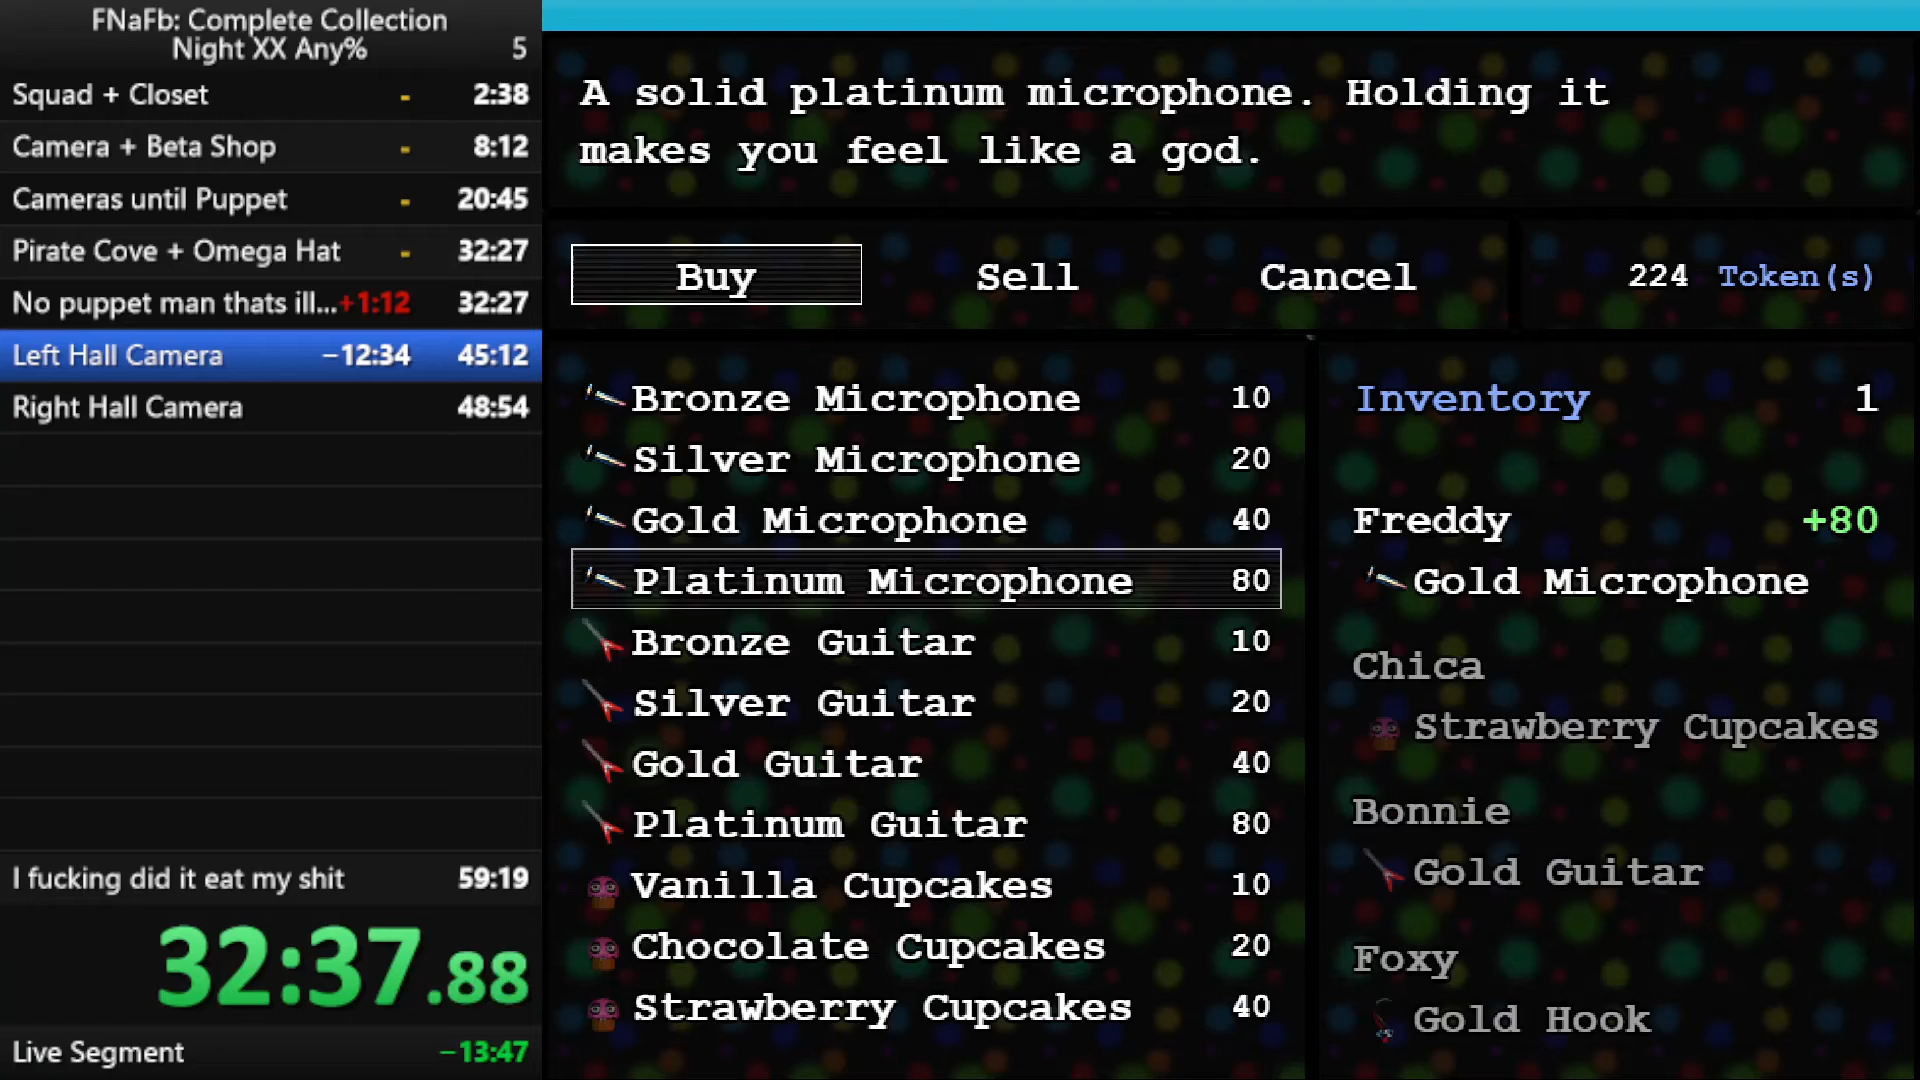 FNaFb: Complete Collection
Night XX Any% 5
Squad + Closet - 2:38
Camera + Beta Shop - 8:12
Cameras until Puppet - 20:45
Pirate Cove + Omega Hat - 32:27
No puppet man thats ill... +1:12 32:27
Left Hall Camera −12:34 45:12
Right Hall Camera 48:54
I fucking did it eat my shit 59:19
32:37.88
Live Segment −13:47
A solid platinum microphone. Holding it
makes you feel like a god.
Buy Sell Cancel 224 Token(s)
Bronze Microphone 10
Silver Microphone 20
Gold Microphone 40
Platinum Microphone 80
Bronze Guitar 10
Silver Guitar 20
Gold Guitar 40
Platinum Guitar 80
Vanilla Cupcakes 10
Chocolate Cupcakes 20
Strawberry Cupcakes 40
Inventory 1
Freddy +80
Gold Microphone
Chica
Strawberry Cupcakes
Bonnie
Gold Guitar
Foxy
Gold Hook